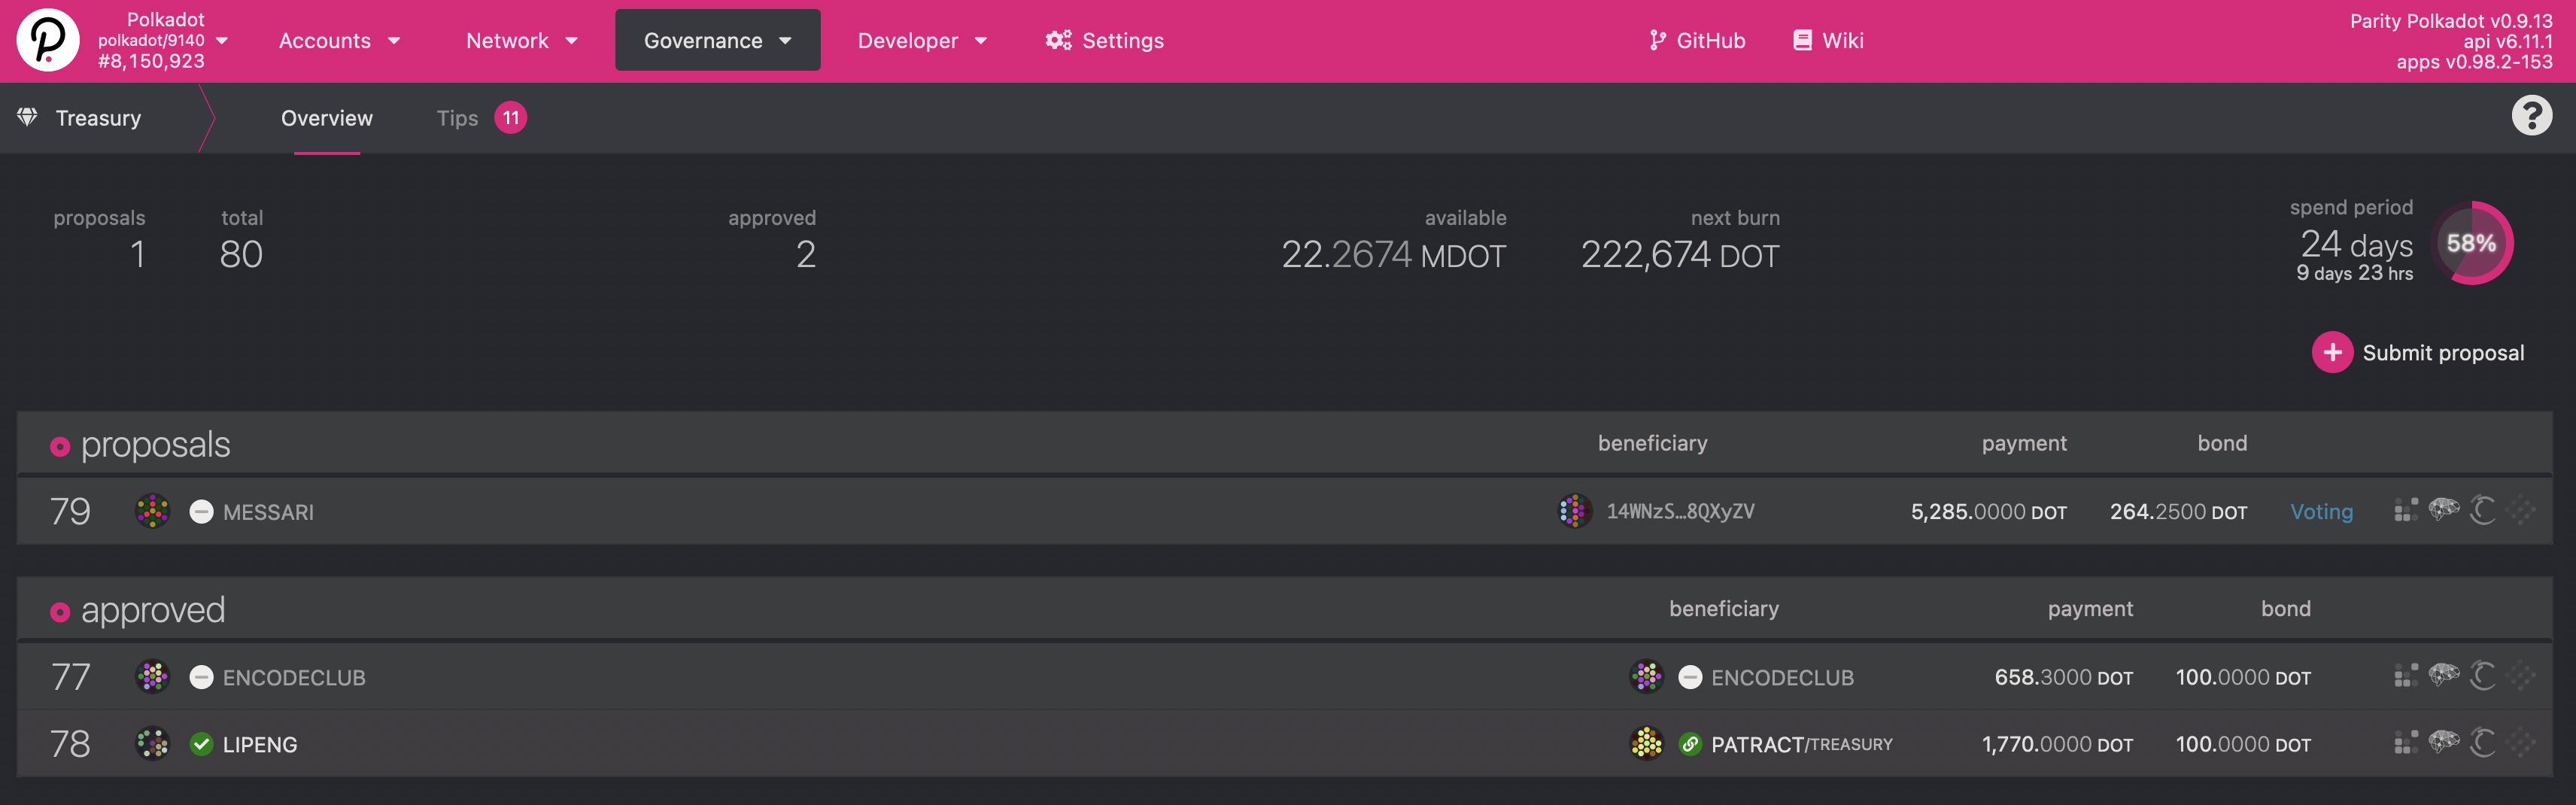 Polkadot
polkadot/9140
#8,150,923
Accounts
Network
Governance
Developer
Settings
GitHub
Wiki
Parity Polkadot v0.9.13
api v6.11.1
apps v0.98.2-153
Treasury
Overview
Tips 11
?
proposals
1
total
80
approved
2
available
22.2674 MDOT
next burn
222,674 DOT
spend period
24 days
9 days 23 hrs
58%
Submit proposal
proposals beneficiary payment bond
79 MESSARI 14WNzS...8QXyZV 5,285.0000 DOT 264.2500 DOT Voting
approved beneficiary payment bond
77 ENCODECLUB ENCODECLUB 658.3000 DOT 100.0000 DOT
78 LIPENG PATRACT/TREASURY 1,770.0000 DOT 100.0000 DOT